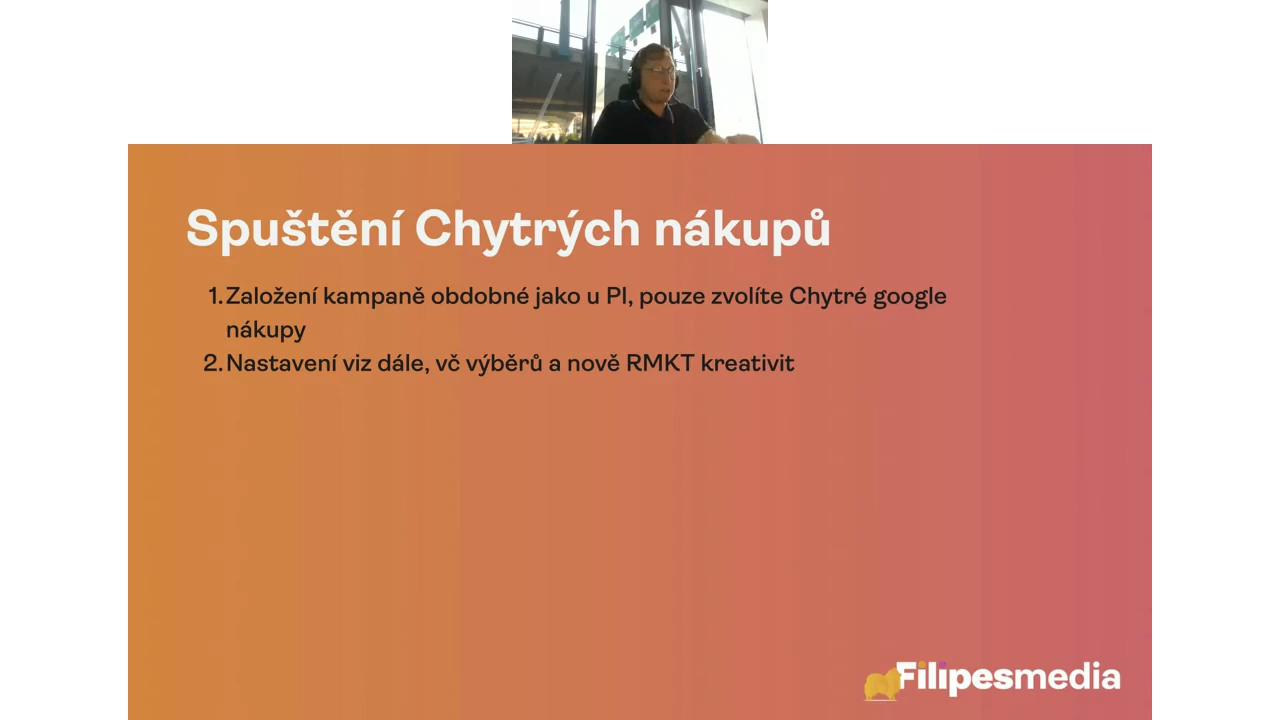 Spuštění Chytrých nákupů
1. Založení kampaně obdobné jako u PI, pouze zvolíte Chytré google
nákupy
2. Nastavení viz dále, vč výběrů a nově RMKT kreativit
Filipesmedia